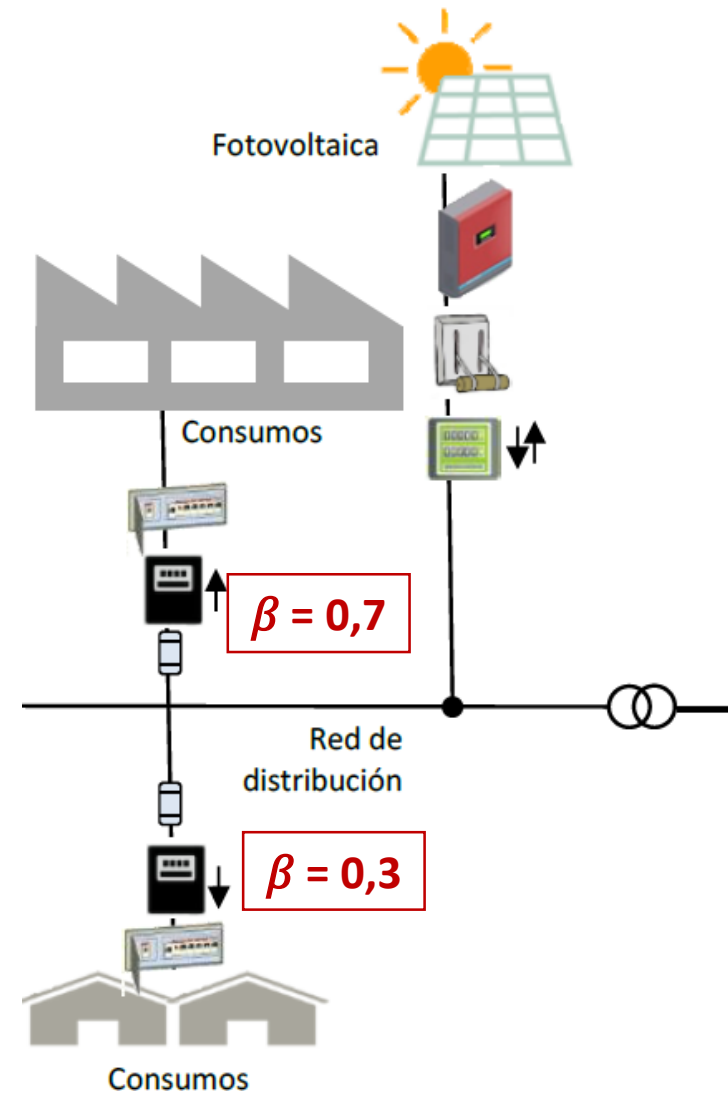 Fotovoltaica
Consumos
β = 0,7
Red de
distribución
β = 0,3
Consumos